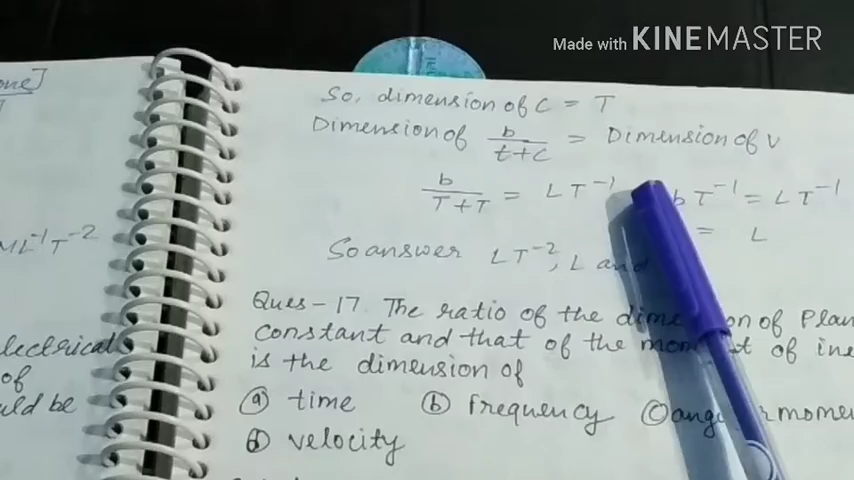 Made with KINEMASTER
one]
So, dimension of C = T
Dimension of b/t+c = Dimension of V
b/T+T = LT⁻¹ bT⁻¹ = LT⁻¹
= L
ML⁻¹T⁻²
So answer LT⁻², L and
Ques-17. The ratio of the dime on of Plan
constant and that of the mom t of ine
is the dimension of
lectrical
of
uld be
(a) time (b) frequency (c) ang r mome
(d) velocity